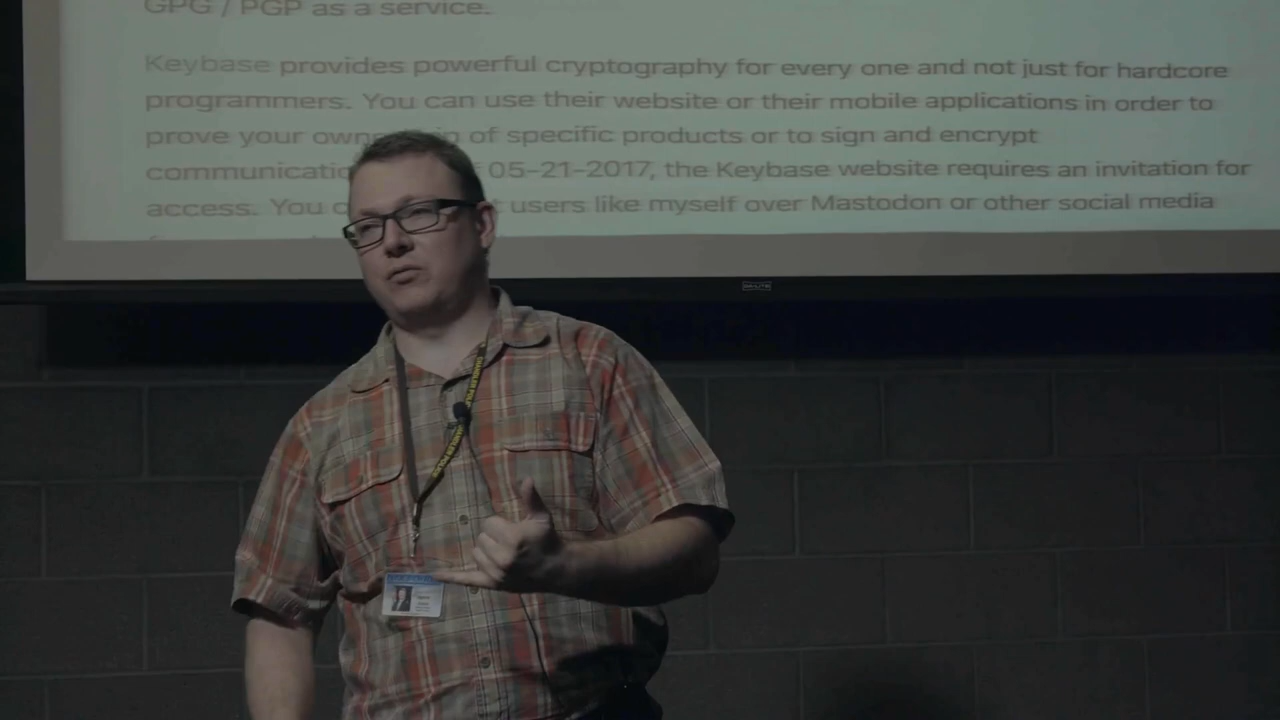 GPG / PGP as a service.
Keybase provides powerful cryptography for every one and not just for hardcore
programmers. You can use their website or their mobile applications in order to
prove your of specific products or to sign and encrypt
05-21-2017, the Keybase website requires an invitation for
access. You users like myself over Mastodon or other social media
DA-LITE